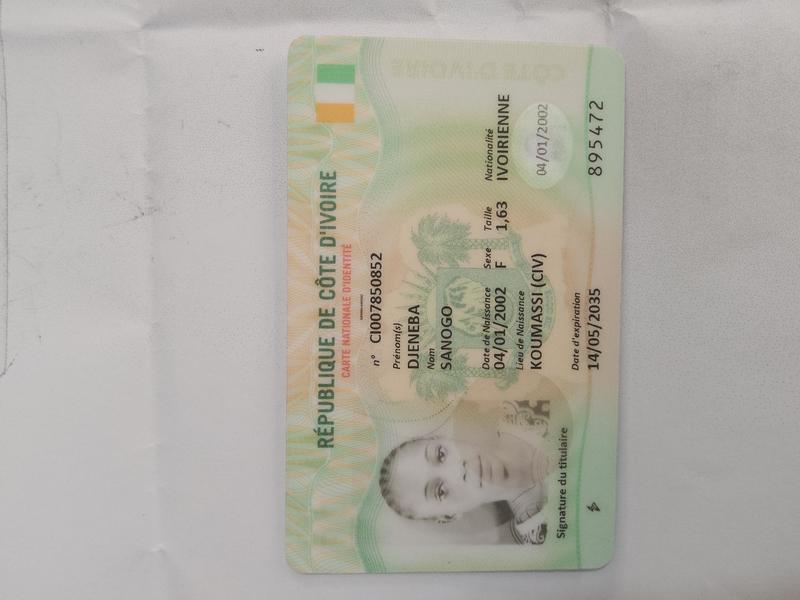 CÔTE D'IVOIRE
RÉPUBLIQUE DE CÔTE D'IVOIRE
CARTE NATIONALE D'IDENTITÉ
n° CI007850852
Prénom(s)
DJENEBA
Nom
SANOGO
Date de Naissance Sexe Taille Nationalité
04/01/2002 F 1,63 IVOIRIENNE
Lieu de Naissance
KOUMASSI (CIV)
04/01/2002
Signature du titulaire
Date d'expiration
14/05/2035
895472